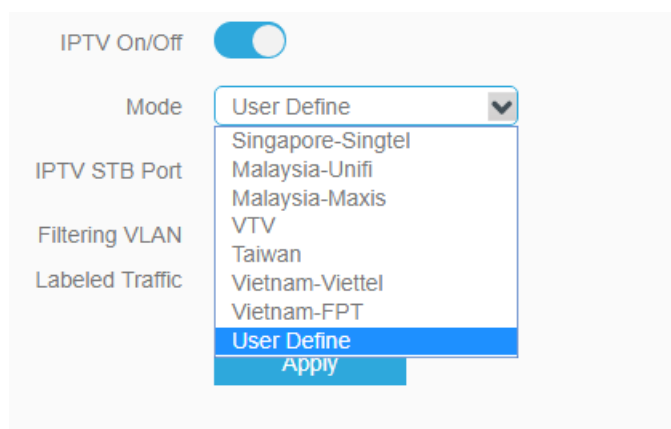 IPTV On/Off
Mode User Define
Singapore-Singtel
IPTV STB Port Malaysia-Unifi
Malaysia-Maxis
Filtering VLAN VTV
Taiwan
Labeled Traffic Vietnam-Viettel
Vietnam-FPT
User Define
Apply